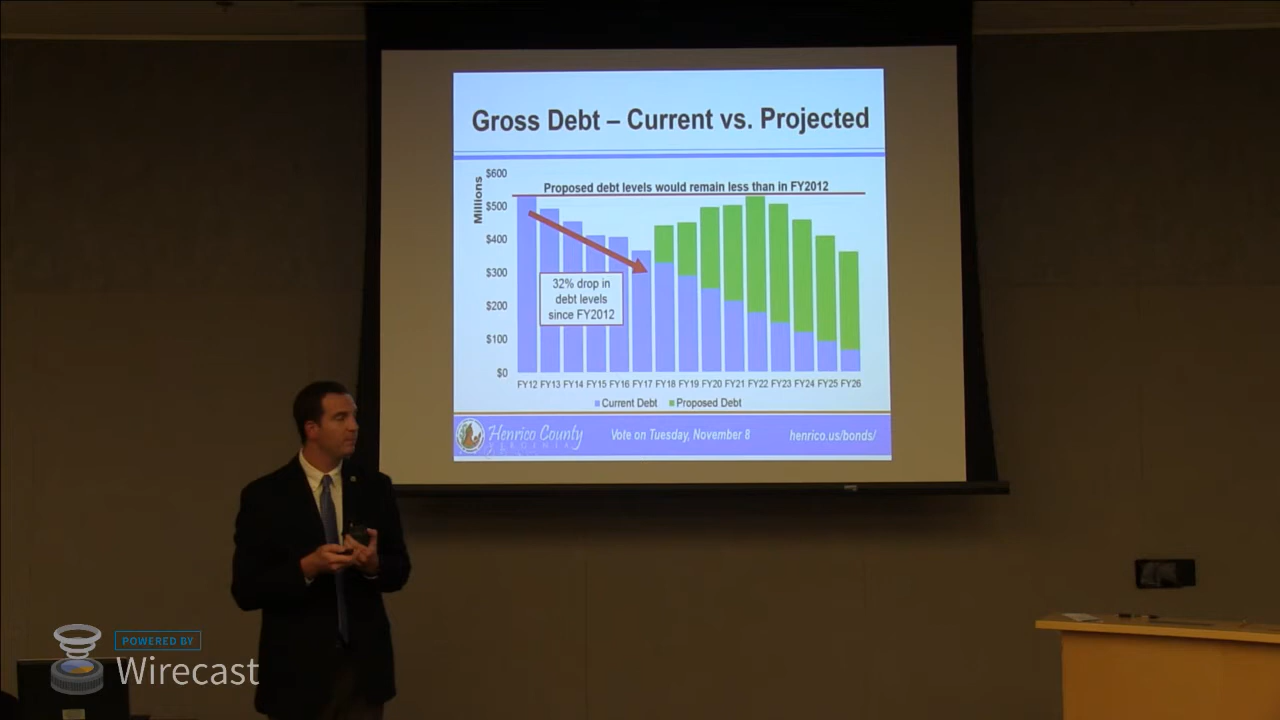 Gross Debt – Current vs. Projected
Millions
$600
$500
$400
$300
$200
$100
$0
Proposed debt levels would remain less than in FY2012
32% drop in
debt levels
since FY2012
FY12 FY13 FY14 FY15 FY16 FY17 FY18 FY19 FY20 FY21 FY22 FY23 FY24 FY25 FY26
Current Debt Proposed Debt
Henrico County
VIRGINIA
Vote on Tuesday, November 8
henrico.us/bonds/
POWERED BY
Wirecast